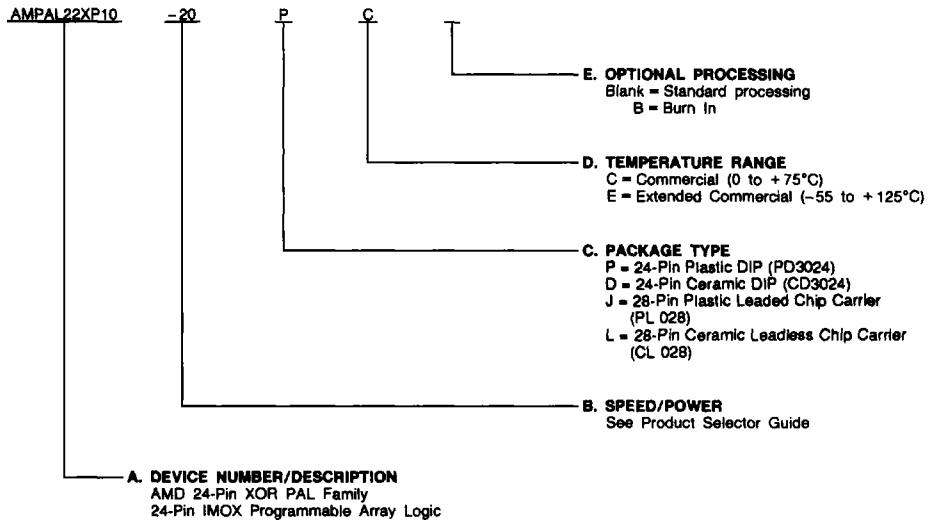 AMPAL22XP10 -20 P C
E. OPTIONAL PROCESSING
Blank = Standard processing
B = Burn In
D. TEMPERATURE RANGE
C = Commercial (0 to +75°C)
E = Extended Commercial (-55 to +125°C)
C. PACKAGE TYPE
P = 24-Pin Plastic DIP (PD3024)
D = 24-Pin Ceramic DIP (CD3024)
J = 28-Pin Plastic Leaded Chip Carrier
(PL 028)
L = 28-Pin Ceramic Leadless Chip Carrier
(CL 028)
B. SPEED/POWER
See Product Selector Guide
A. DEVICE NUMBER/DESCRIPTION
AMD 24-Pin XOR PAL Family
24-Pin IMOX Programmable Array Logic